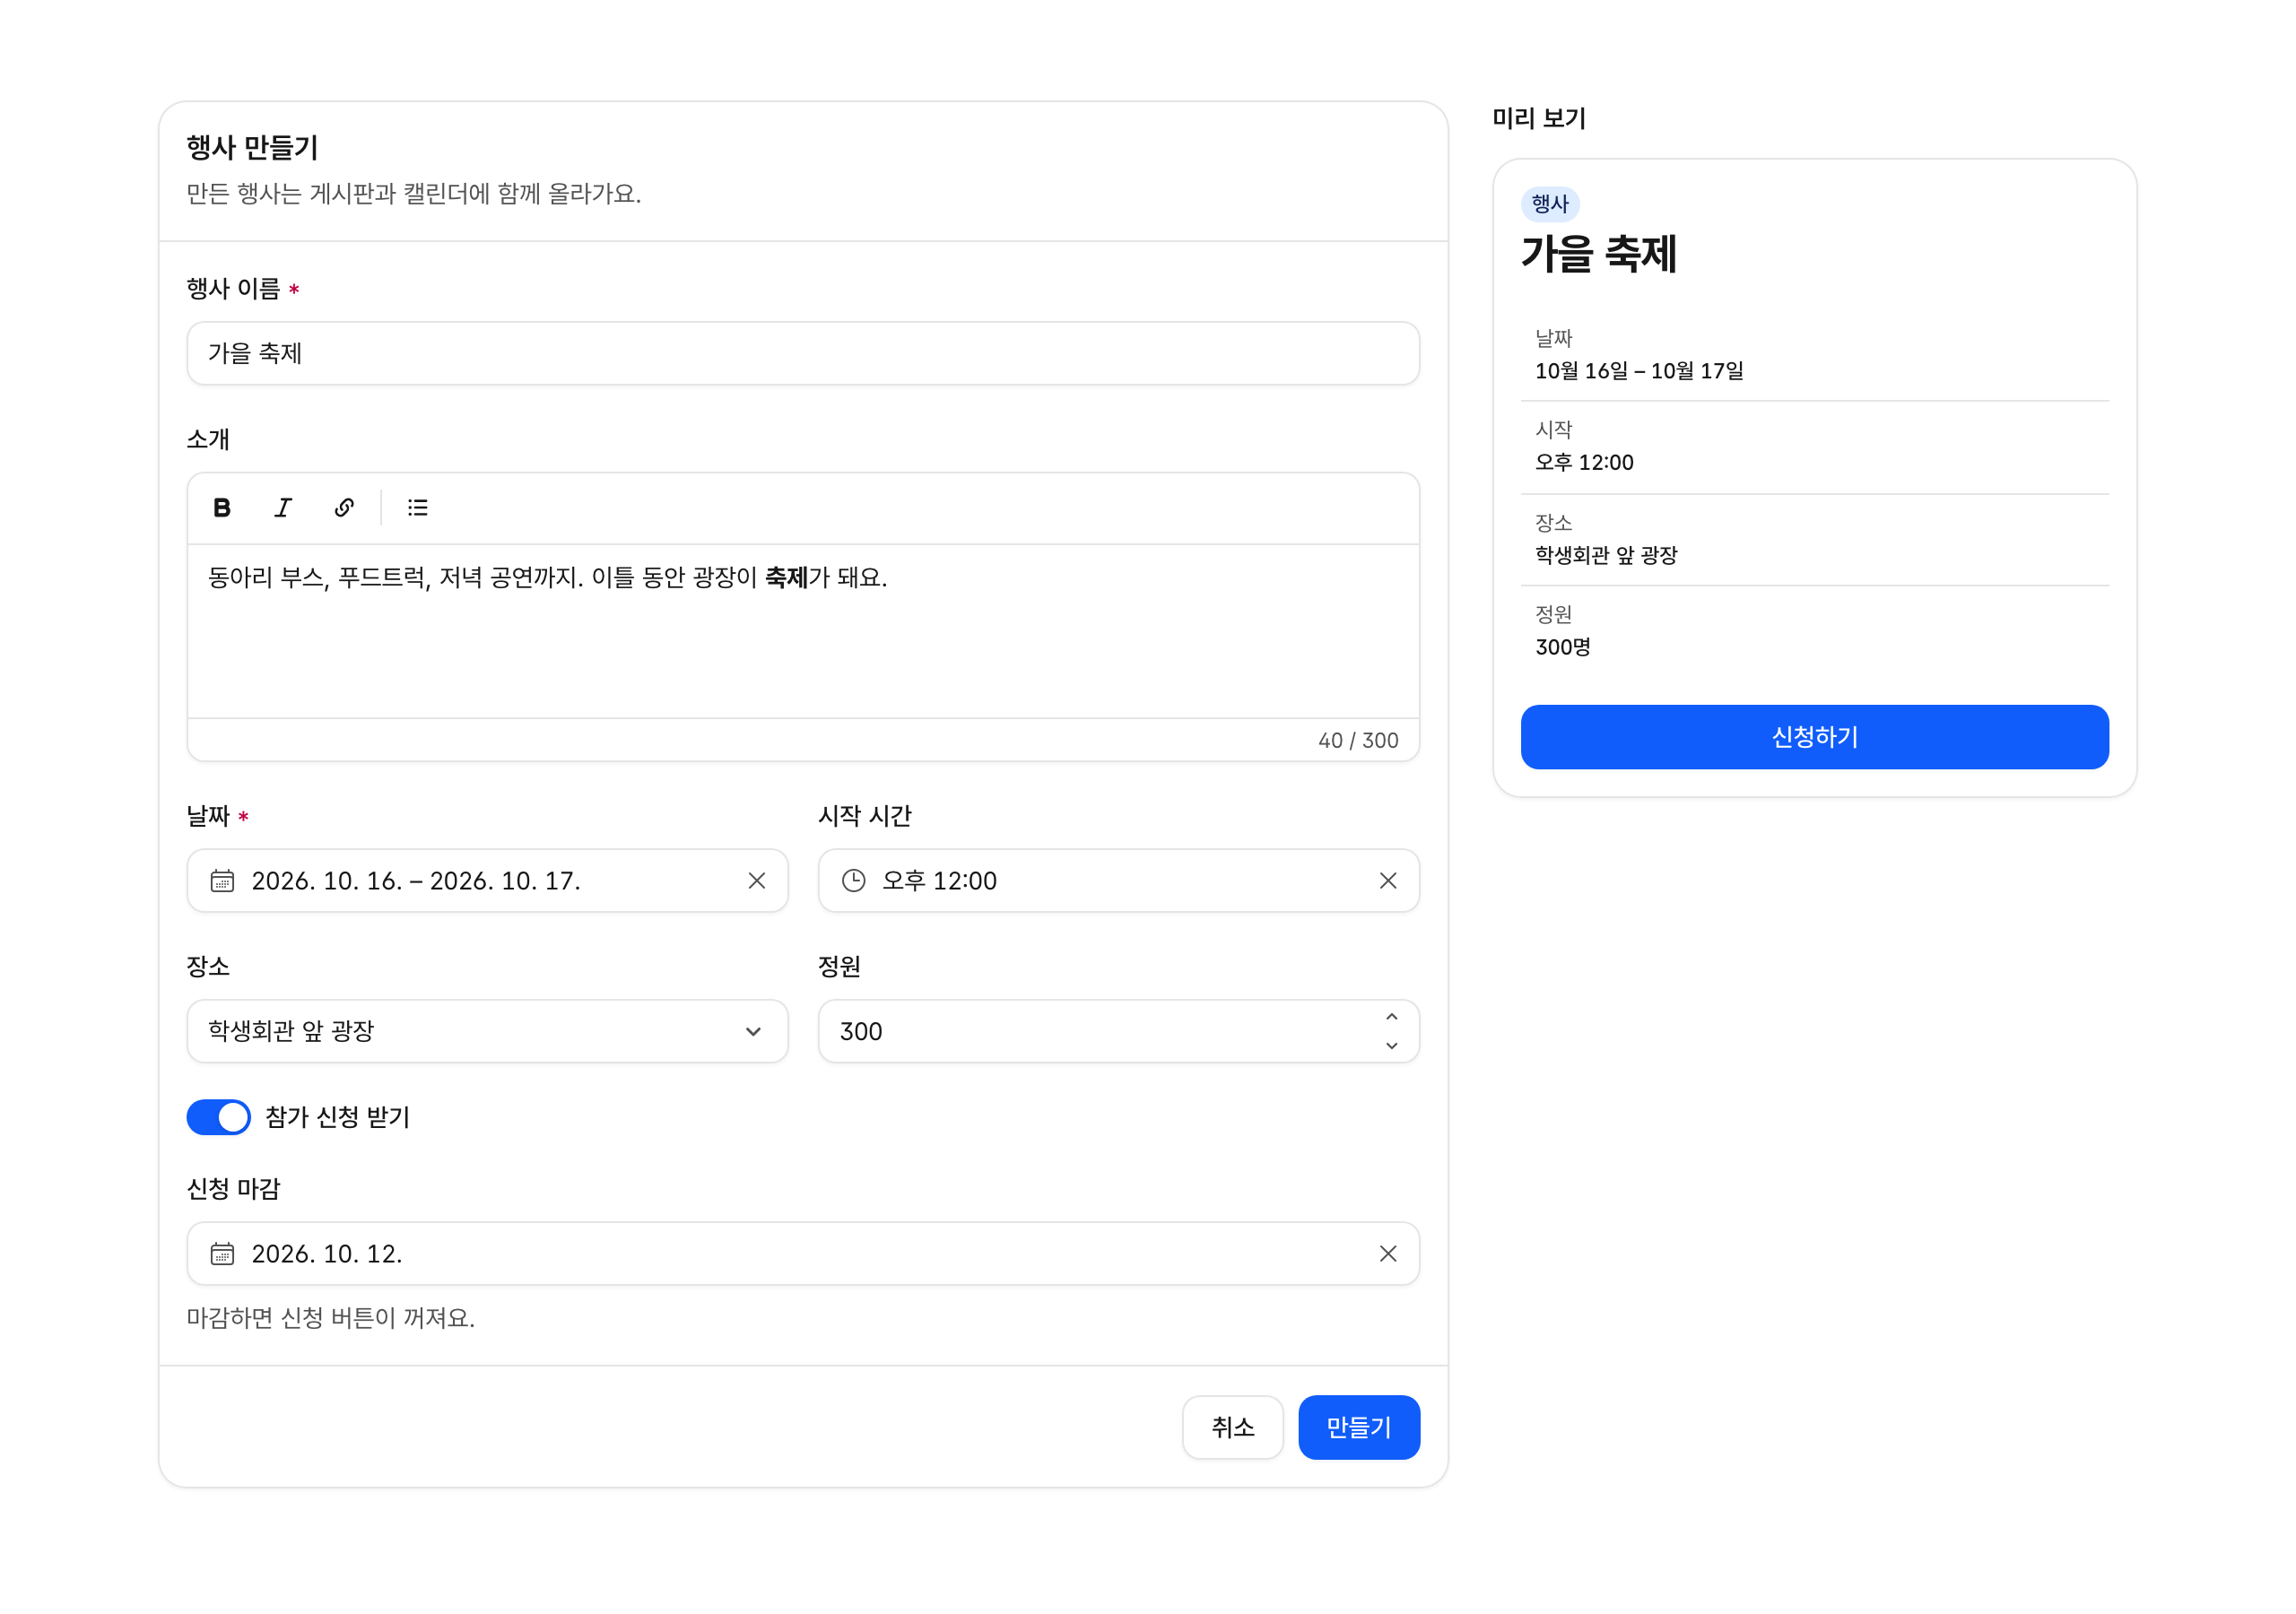 행사 만들기
만든 행사는 게시판과 캘린더에 함께 올라가요.
행사 이름 *
가을 축제
소개
B I
동아리 부스, 푸드트럭, 저녁 공연까지. 이틀 동안 광장이 축제가 돼요.
40 / 300
날짜 *
2026. 10. 16. – 2026. 10. 17.
시작 시간
오후 12:00
장소
학생회관 앞 광장
정원
300
참가 신청 받기
신청 마감
2026. 10. 12.
마감하면 신청 버튼이 꺼져요.
취소
만들기
미리 보기
행사
가을 축제
날짜
10월 16일 – 10월 17일
시작
오후 12:00
장소
학생회관 앞 광장
정원
300명
신청하기